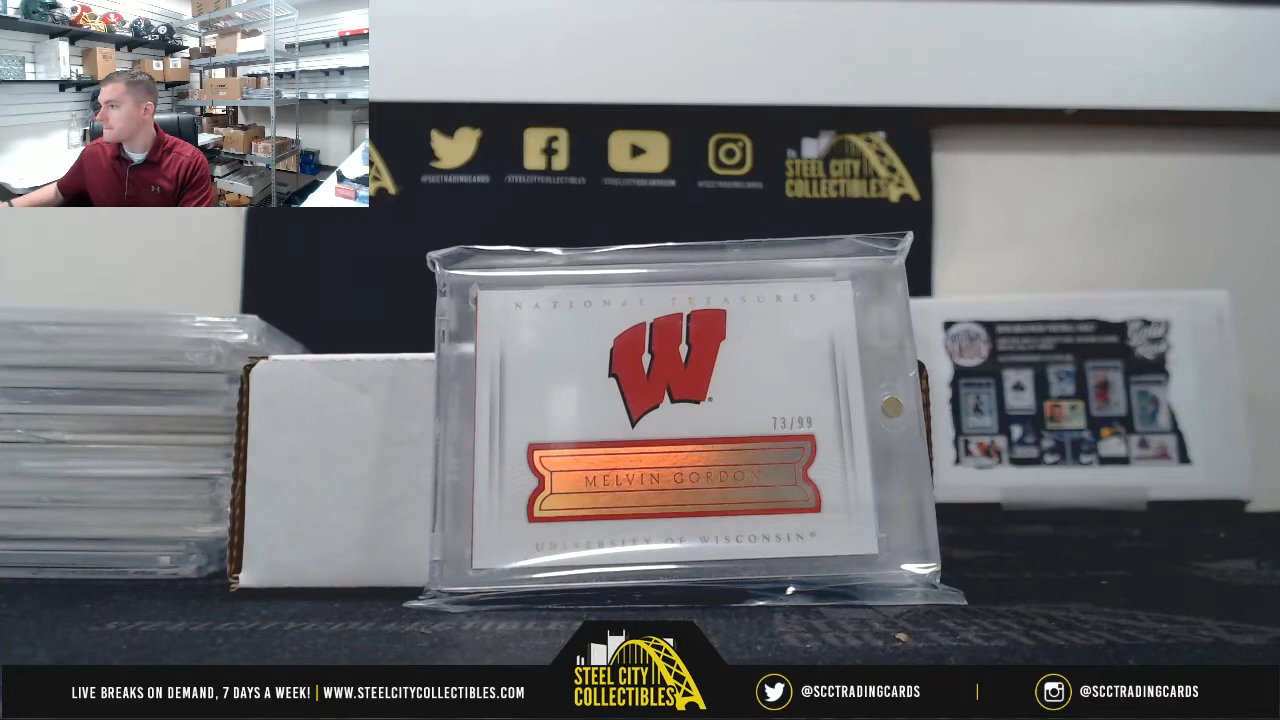 @SCCTRADINGCARDS
/STEELCITYCOLLECTIBLES
@SCCTRADINGCARDS
STEEL CITY
COLLECTIBLES
NATIONAL TREASURES
W
73/99
MELVIN GORDON
UNIVERSITY OF WISCONSIN®
STEEL CITY
COLLECTIBLES
LIVE BREAKS ON DEMAND, 7 DAYS A WEEK! | WWW.STEELCITYCOLLECTIBLES.COM
@SCCTRADINGCARDS | @SCCTRADINGCARDS